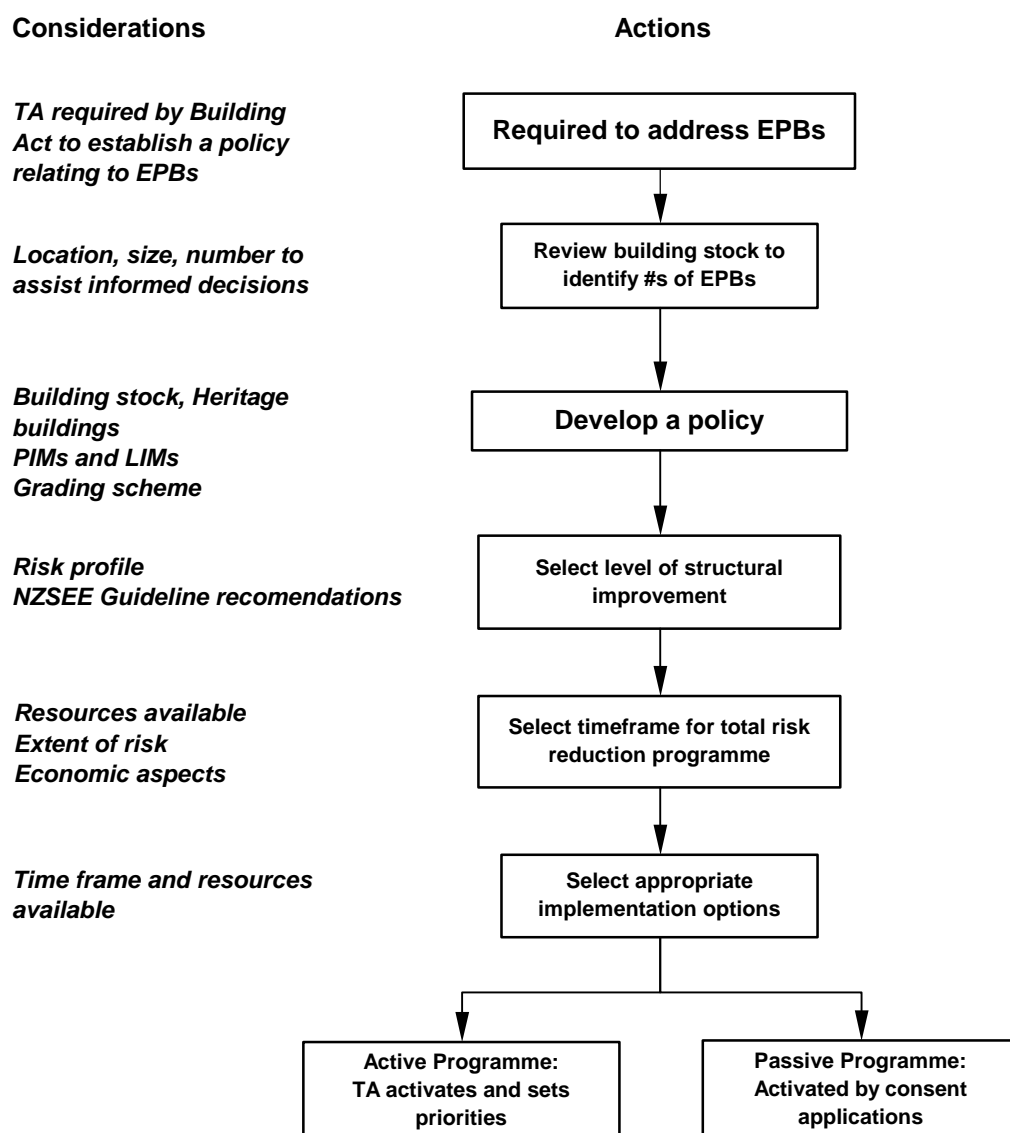 Considerations
Actions
TA required by Building
Act to establish a policy
relating to EPBs
Required to address EPBs
Location, size, number to
assist informed decisions
Review building stock to
identify #s of EPBs
Building stock, Heritage
buildings
PIMs and LIMs
Grading scheme
Develop a policy
Risk profile
NZSEE Guideline recomendations
Select level of structural
improvement
Resources available
Extent of risk
Economic aspects
Select timeframe for total risk
reduction programme
Time frame and resources
available
Select appropriate
implementation options
Active Programme:
TA activates and sets
priorities
Passive Programme:
Activated by consent
applications